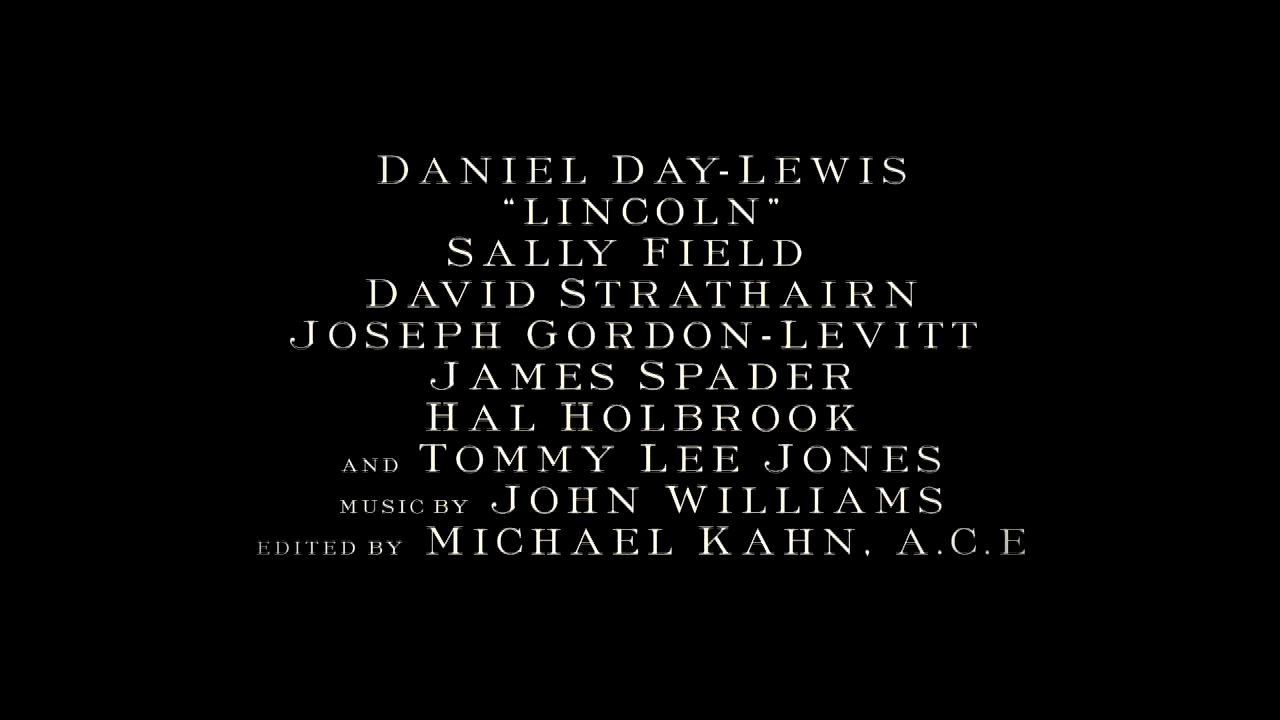 DANIEL DAY-LEWIS
“LINCOLN”
SALLY FIELD
DAVID STRATHAIRN
JOSEPH GORDON-LEVITT
JAMES SPADER
HAL HOLBROOK
AND TOMMY LEE JONES
MUSIC BY JOHN WILLIAMS
EDITED BY MICHAEL KAHN, A.C.E